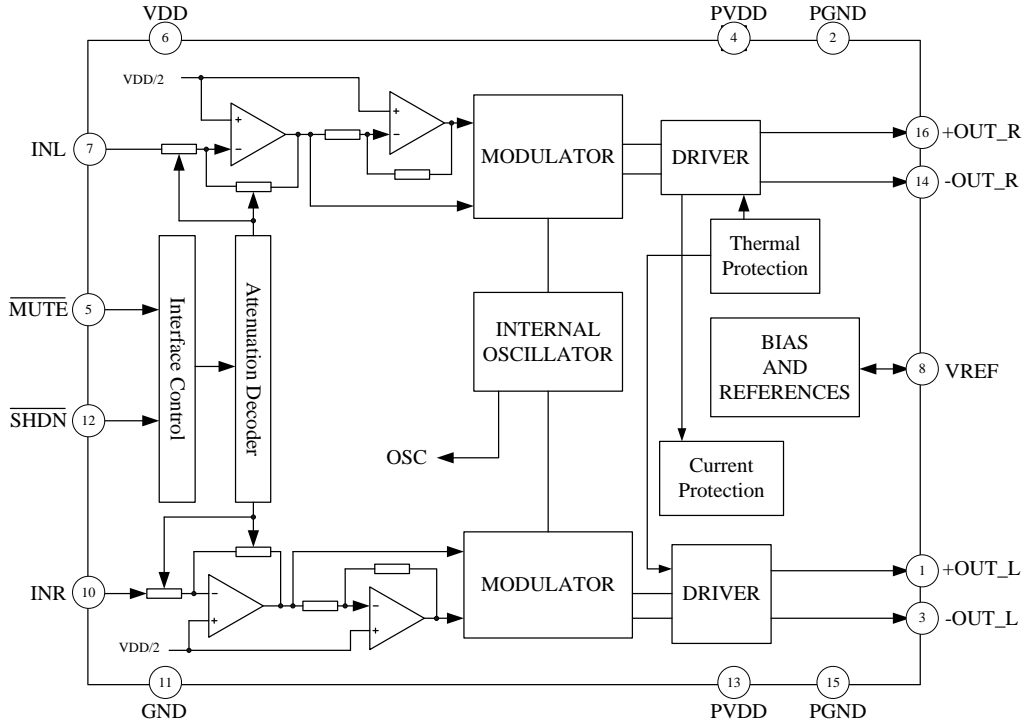 VDD
PVDD
PGND
6
4
2
VDD/2
+
−
+
−
INL
7
MODULATOR
DRIVER
16
+OUT_R
14
-OUT_R
Thermal
Protection
MUTE
5
Interface Control
Attenuation Decoder
INTERNAL
OSCILLATOR
BIAS
AND
REFERENCES
8
VREF
SHDN
12
OSC
Current
Protection
INR
10
−
+
−
+
MODULATOR
DRIVER
1
+OUT_L
3
-OUT_L
VDD/2
11
13
15
GND
PVDD
PGND